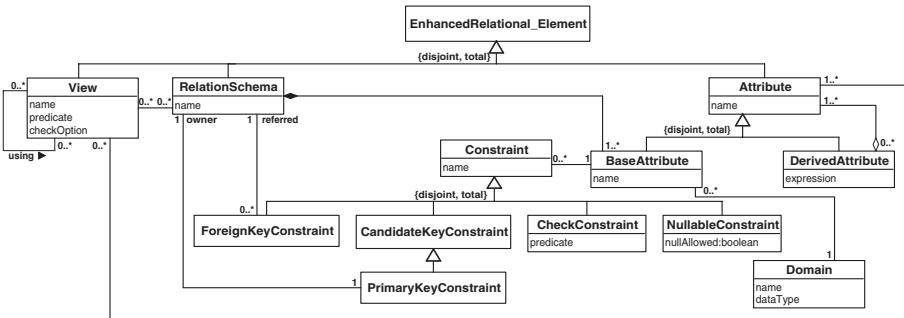 EnhancedRelational_Element
{disjoint, total}
0..*
View
name
predicate
checkOption
0..*
0..*
RelationSchema
name
Attribute
name
1..*
1..*
using ▶
0..*
0..*
1 owner
1 referred
{disjoint, total}
Constraint
name
0..*
1
1..*
BaseAttribute
name
0..*
DerivedAttribute
expression
0..*
{disjoint, total}
0..*
ForeignKeyConstraint
CandidateKeyConstraint
CheckConstraint
predicate
NullableConstraint
nullAllowed:boolean
1
PrimaryKeyConstraint
1
Domain
name
dataType